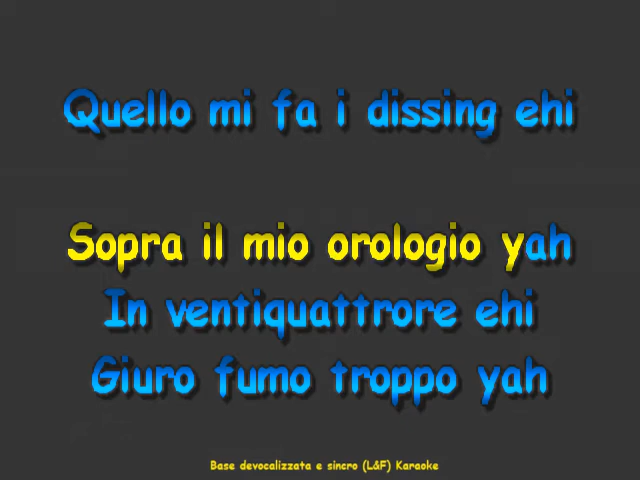 Quello mi fa i dissing ehi
Sopra il mio orologio yah
In ventiquattrore ehi
Giuro fumo troppo yah
Base devocalizzata e sincro (L&F) Karaoke